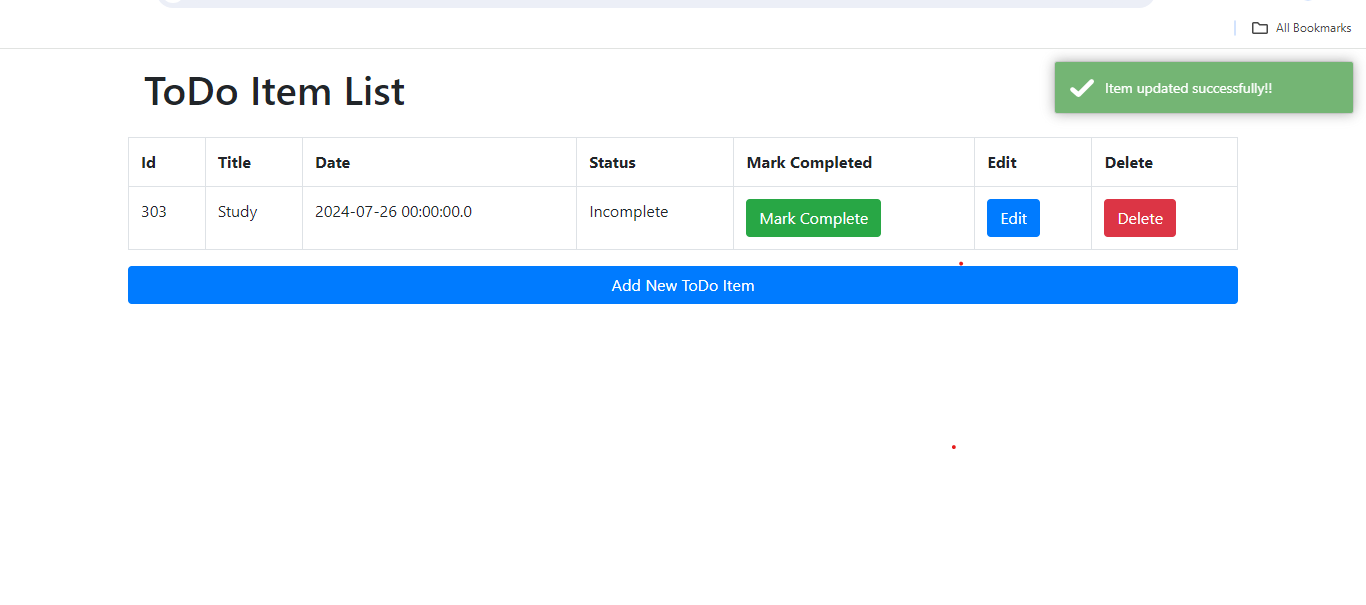 All Bookmarks
ToDo Item List
Item updated successfully!!
Id Title Date Status Mark Completed Edit Delete
303 Study 2024-07-26 00:00:00.0 Incomplete Mark Complete Edit Delete
Add New ToDo Item